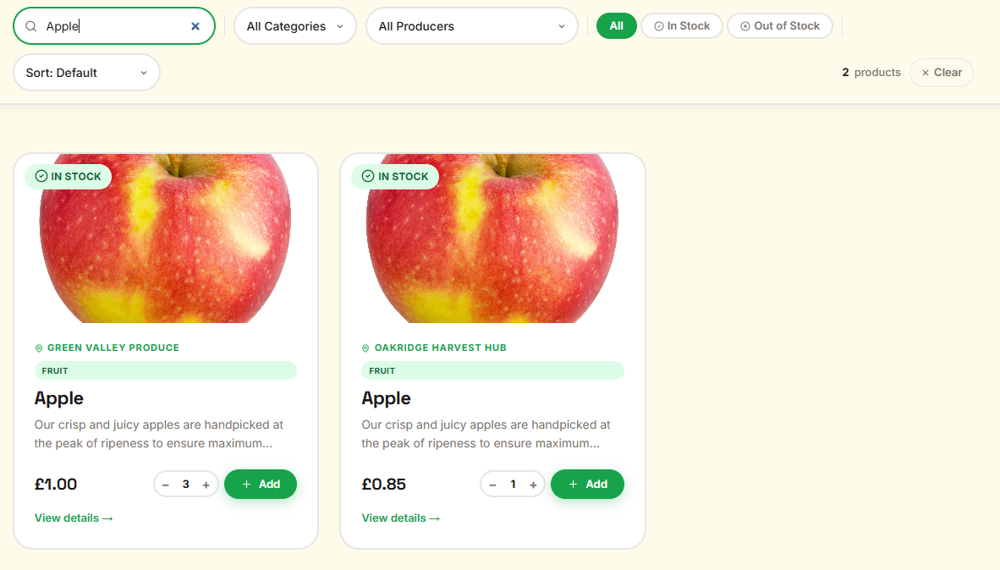 Apple
All Categories
All Producers
All
In Stock
Out of Stock
Sort: Default
2 products
Clear
IN STOCK
GREEN VALLEY PRODUCE
FRUIT
Apple
Our crisp and juicy apples are handpicked at
the peak of ripeness to ensure maximum...
£1.00
− 3 +
+ Add
View details →
IN STOCK
OAKRIDGE HARVEST HUB
FRUIT
Apple
Our crisp and juicy apples are handpicked at
the peak of ripeness to ensure maximum...
£0.85
− 1 +
+ Add
View details →